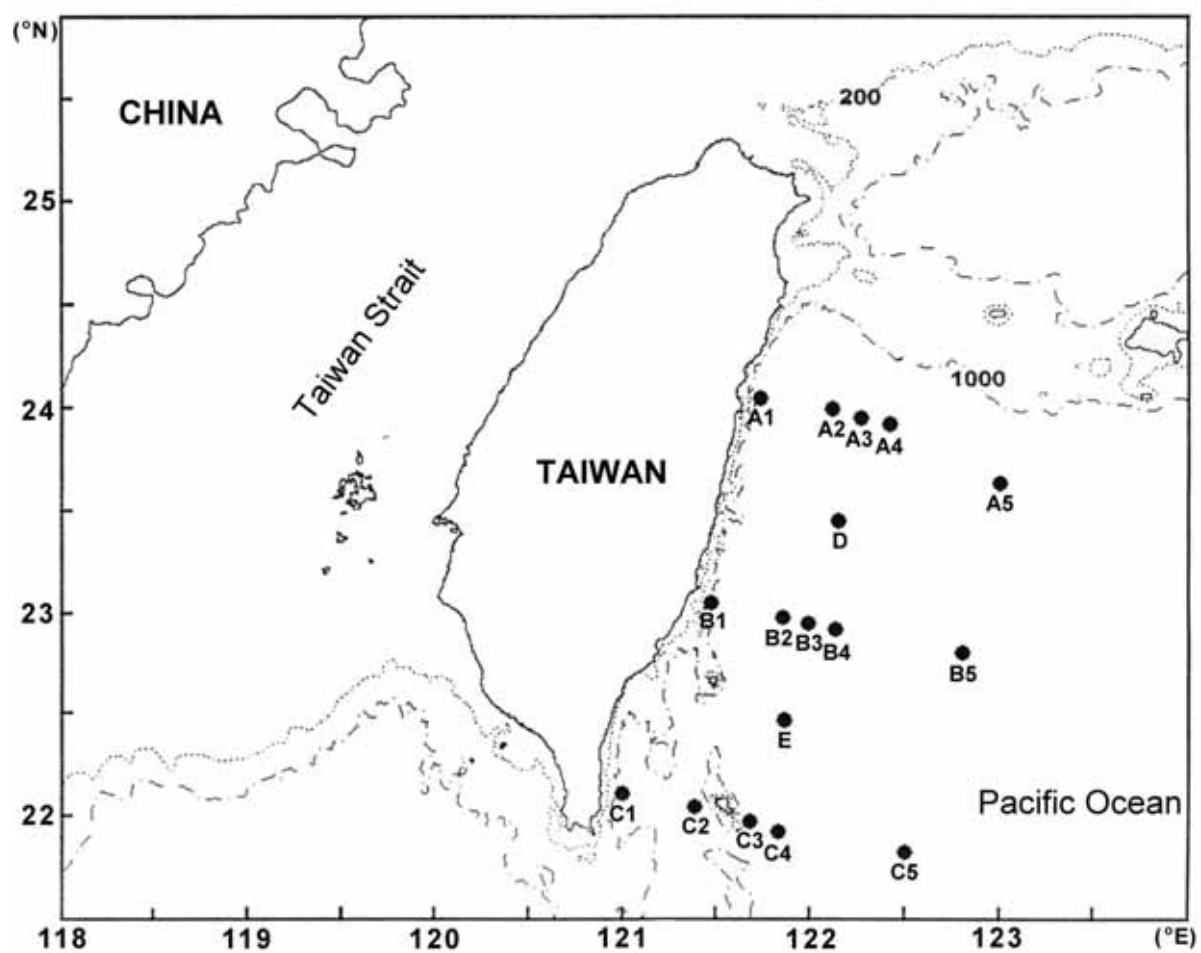 (°N)
CHINA
200
25
Taiwan Strait
1000
24
A1
A2
A3
A4
TAIWAN
A5
D
23
B1
B2
B3
B4
B5
E
Pacific Ocean
22
C1
C2
C3
C4
C5
118
119
120
121
122
123
(°E)